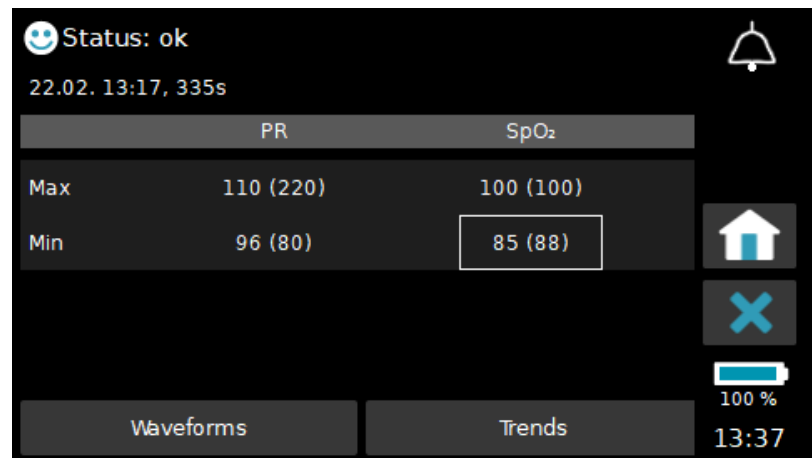 Status: ok
22.02. 13:17, 335s
PR SpO₂
Max 110 (220) 100 (100)
Min 96 (80) 85 (88)
100 %
Waveforms Trends
13:37